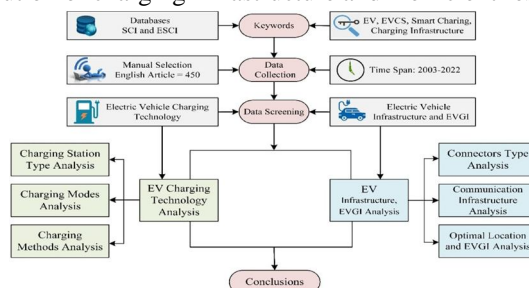 Databases
SCI and ESCI
Keywords
EV, EVCS, Smart Charing,
Charging Infrastructure
Manual Selection
English Article = 450
Data
Collection
Time Span: 2003-2022
Electric Vehicle Charging
Technology
Data Screening
Electric Vehicle
Infrastructure and EVGI
Charging Station
Type Analysis
Charging Modes
Analysis
Charging
Methods Analysis
EV Charging
Technology
Analysis
EV
Infrastructure,
EVGI Analysis
Connectors Type
Analysis
Communication
Infrastructure
Analysis
Optimal Location
and EVGI Analysis
Conclusions